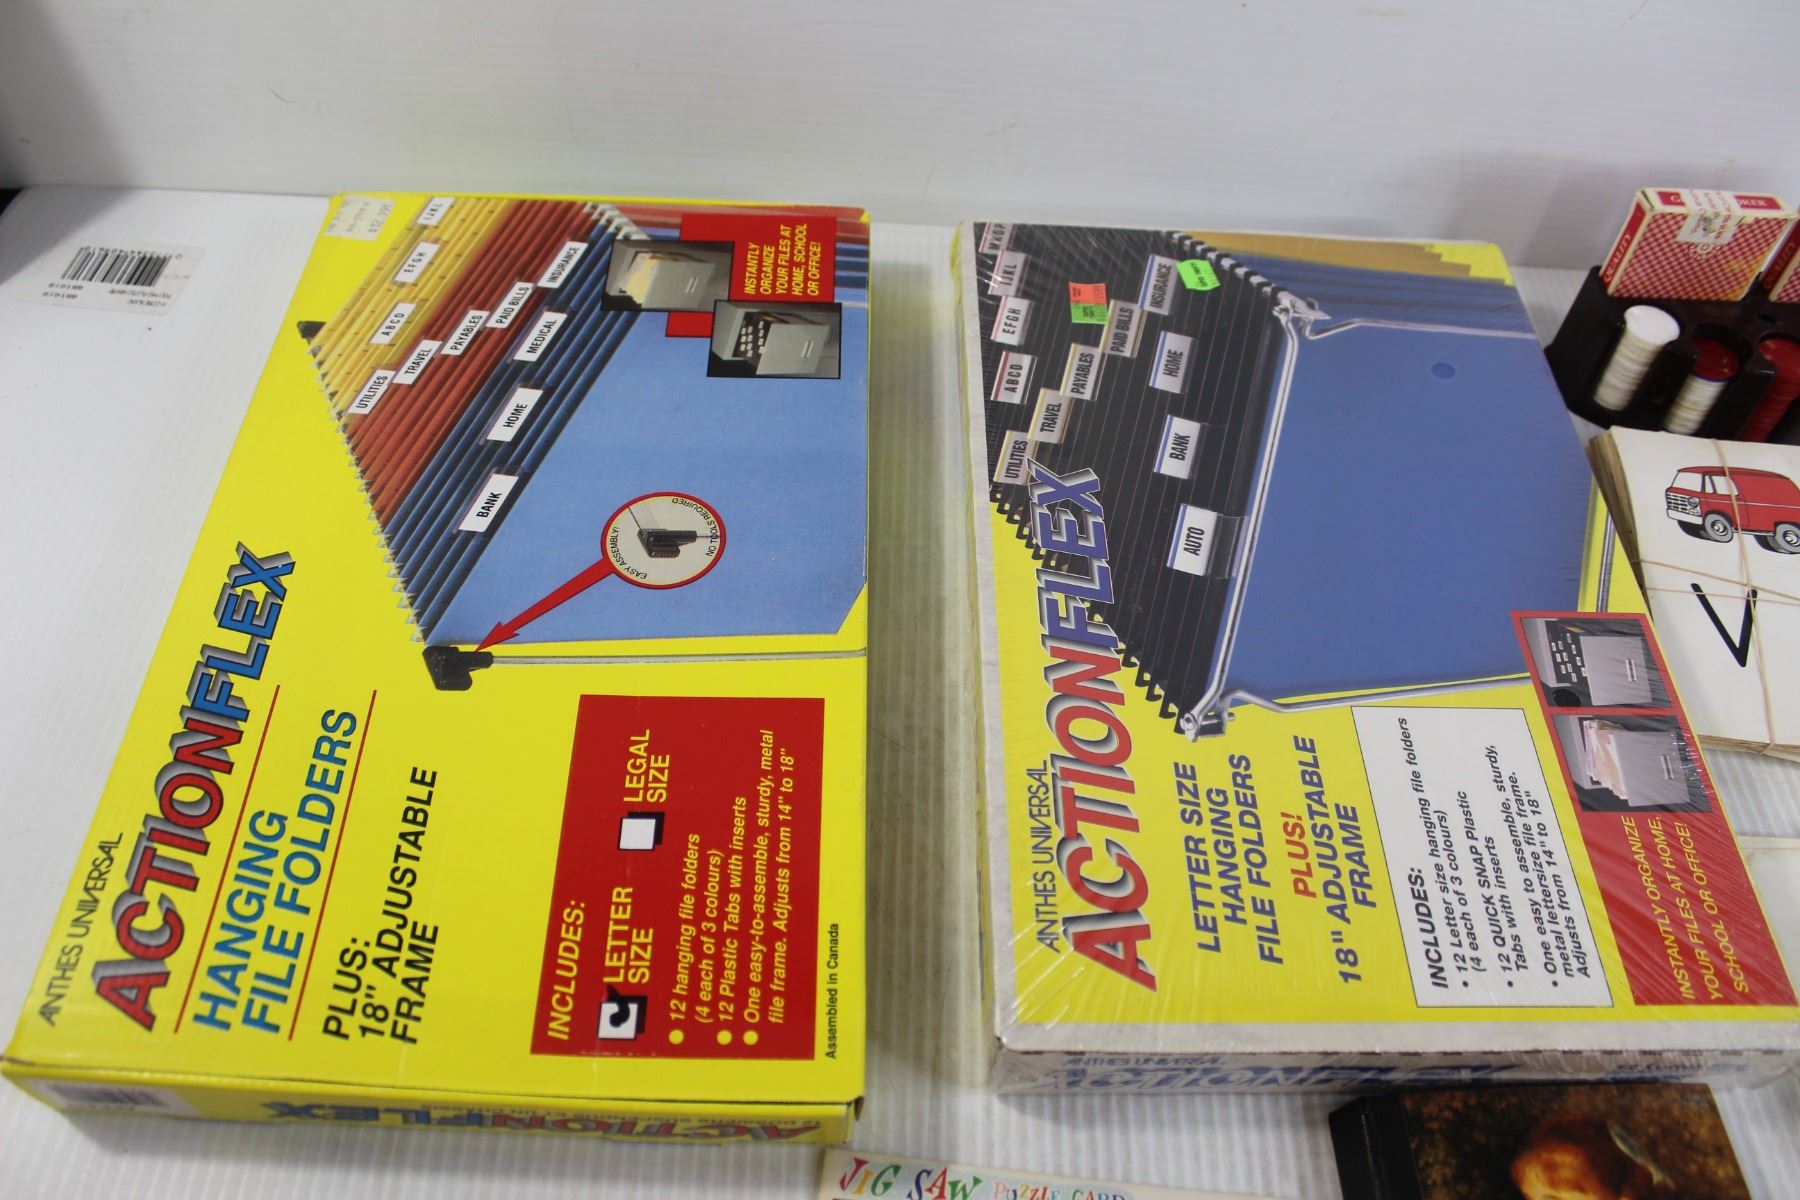 ANTHES UNIVERSAL
ACTIONFLEX
HANGING
FILE FOLDERS
PLUS:
18" ADJUSTABLE
FRAME
INCLUDES:
LETTER SIZE
LEGAL SIZE
• 12 hanging file folders
(4 each of 3 colours)
• 12 Plastic Tabs with inserts
• One easy-to-assemble, sturdy, metal
file frame. Adjusts from 14" to 18"
Assembled in Canada
INSTANTLY
ORGANIZE
YOUR FILES AT
HOME, SCHOOL
OR OFFICE!
EASY ASSEMBLY!
NO TOOLS REQUIRED
IJKL
EFGH
ABCD
UTILITIES
TRAVEL
PAYABLES
PAID BILLS
INSURANCE
MEDICAL
HOME
BANK
ACTIONFLEX
ANTHES UNIVERSAL
ACTIONFLEX
LETTER SIZE
HANGING
FILE FOLDERS
PLUS!
18" ADJUSTABLE
FRAME
INCLUDES:
• 12 Letter size hanging file folders
(4 each of 3 colours)
• 12 QUICK SNAP Plastic
Tabs with inserts
• One easy to assemble, sturdy,
metal lettersize file frame.
Adjusts from 14" to 18"
INSTANTLY ORGANIZE
YOUR FILES AT HOME,
SCHOOL OR OFFICE!
IJKL
EFGH
ABCD
UTILITIES
TRAVEL
PAYABLES
PAID BILLS
INSURANCE
HOME
BANK
AUTO
ANTHES UNIVERSAL
ACTIONFLEX
JIG SAW PUZZLE CARD